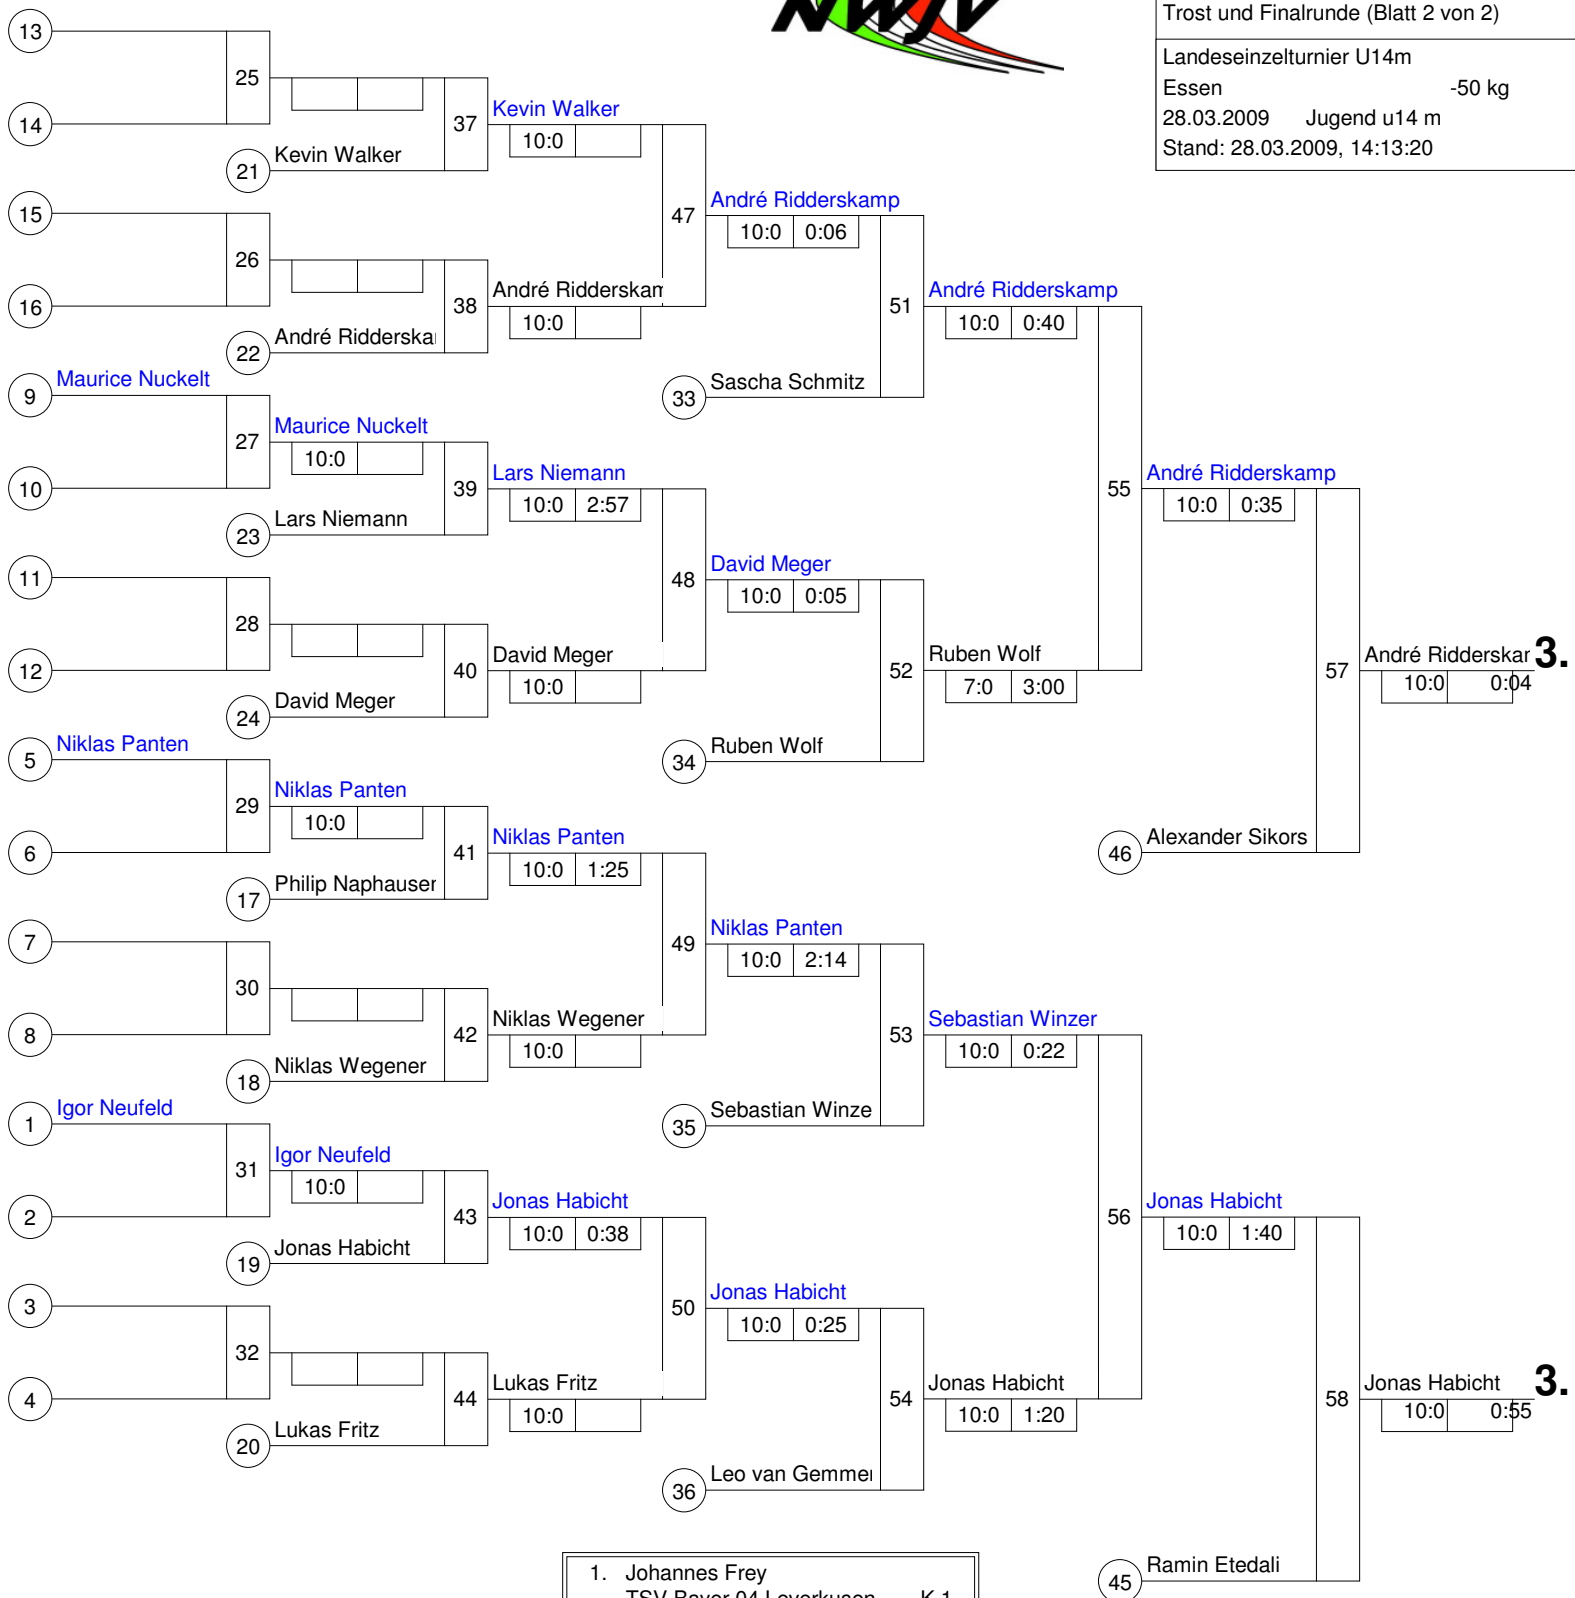 NWJV
Trost und Finalrunde (Blatt 2 von 2)
Landeseinzelturnier U14m
Essen -50 kg
28.03.2009 Jugend u14 m
Stand: 28.03.2009, 14:13:20
13
25
14
37
Kevin Walker
10:0
21
Kevin Walker
15
47
André Ridderskamp
10:0 0:06
26
16
38
André Ridderskam
10:0
22
André Ridderska
51
André Ridderskamp
10:0 0:40
9
Maurice Nuckelt
33
Sascha Schmitz
27
Maurice Nuckelt
10:0
10
39
Lars Niemann
10:0 2:57
55
André Ridderskamp
10:0 0:35
23
Lars Niemann
11
48
David Meger
10:0 0:05
28
12
40
David Meger
10:0
52
Ruben Wolf
7:0 3:00
57
André Ridderskar
3.
10:0 0:04
24
David Meger
5
Niklas Panten
34
Ruben Wolf
29
Niklas Panten
10:0
6
41
Niklas Panten
10:0 1:25
46
Alexander Sikors
17
Philip Naphauser
7
49
Niklas Panten
10:0 2:14
30
8
42
Niklas Wegener
10:0
53
Sebastian Winzer
10:0 0:22
18
Niklas Wegener
1
Igor Neufeld
35
Sebastian Winze
31
Igor Neufeld
10:0
2
43
Jonas Habicht
10:0 0:38
56
Jonas Habicht
10:0 1:40
19
Jonas Habicht
3
50
Jonas Habicht
10:0 0:25
32
4
44
Lukas Fritz
10:0
54
Jonas Habicht
10:0 1:20
58
Jonas Habicht
3.
10:0 0:55
20
Lukas Fritz
36
Leo van Gemmer
45
Ramin Etedali
1. Johannes Frey
TSV Bayer 04 Leverkusen K 1